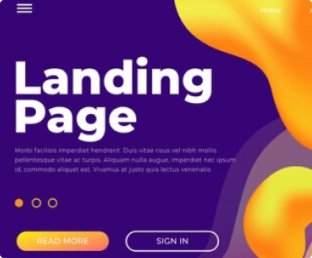 Home
Landing
Page
Morbi facilisis imperdiet hendrerit. Duis vitae risus vel nibh mollis
pellentesque vitae ac turpis. Aliquam nulla augue, imperdiet nec ipsum
id, commodo aliquet est. Vivamus at justo quis lectus venenatis
READ MORE
SIGN IN